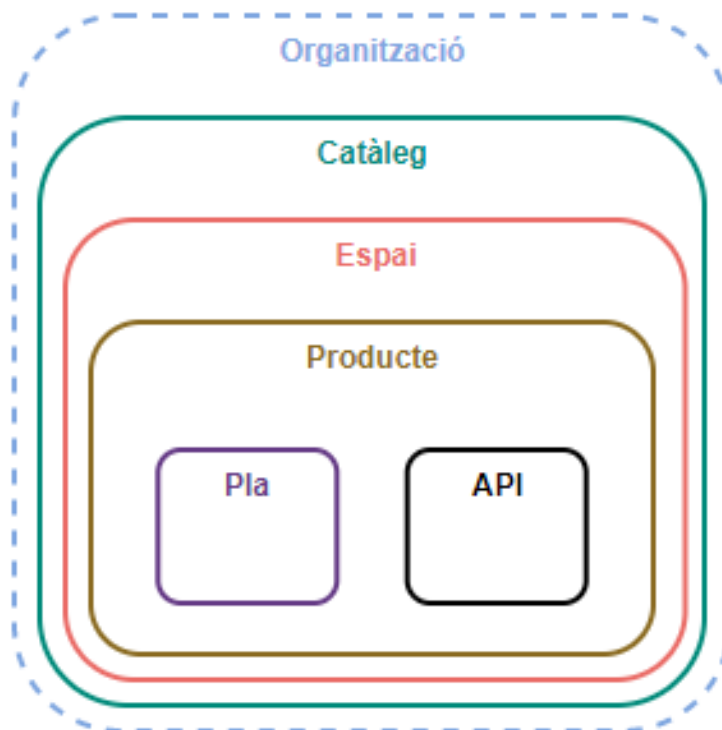 Organització
Catàleg
Espai
Producte
Pla
API